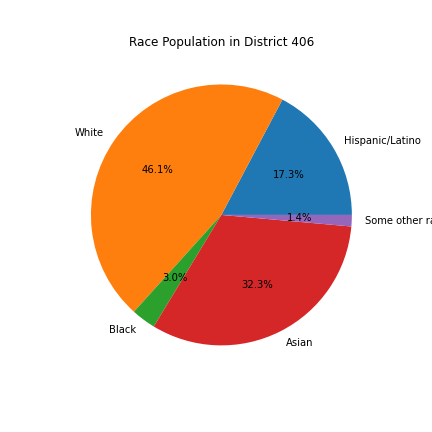 Race Population in District 406
White
Hispanic/Latino
46.1%
17.3%
1.4%
Some other
3.0%
32.3%
Black
Asian